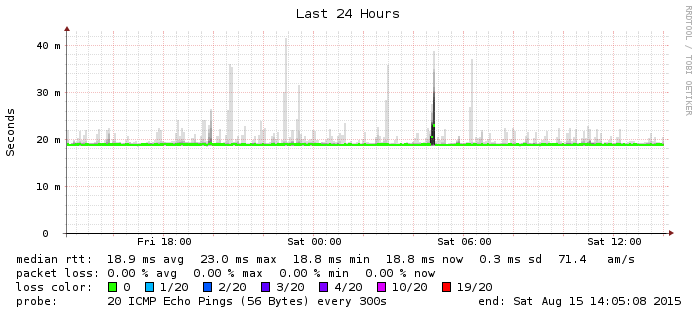 Last 24 Hours
RRDTOOL / TOBI OETIKER
Seconds
40 m
30 m
20 m
10 m
0
Fri 18:00 Sat 00:00 Sat 06:00 Sat 12:00
median rtt: 18.9 ms avg 23.0 ms max 18.8 ms min 18.8 ms now 0.3 ms sd 71.4 am/s
packet loss: 0.00 % avg 0.00 % max 0.00 % min 0.00 % now
loss color: 0 1/20 2/20 3/20 4/20 10/20 19/20
probe: 20 ICMP Echo Pings (56 Bytes) every 300s end: Sat Aug 15 14:05:08 2015